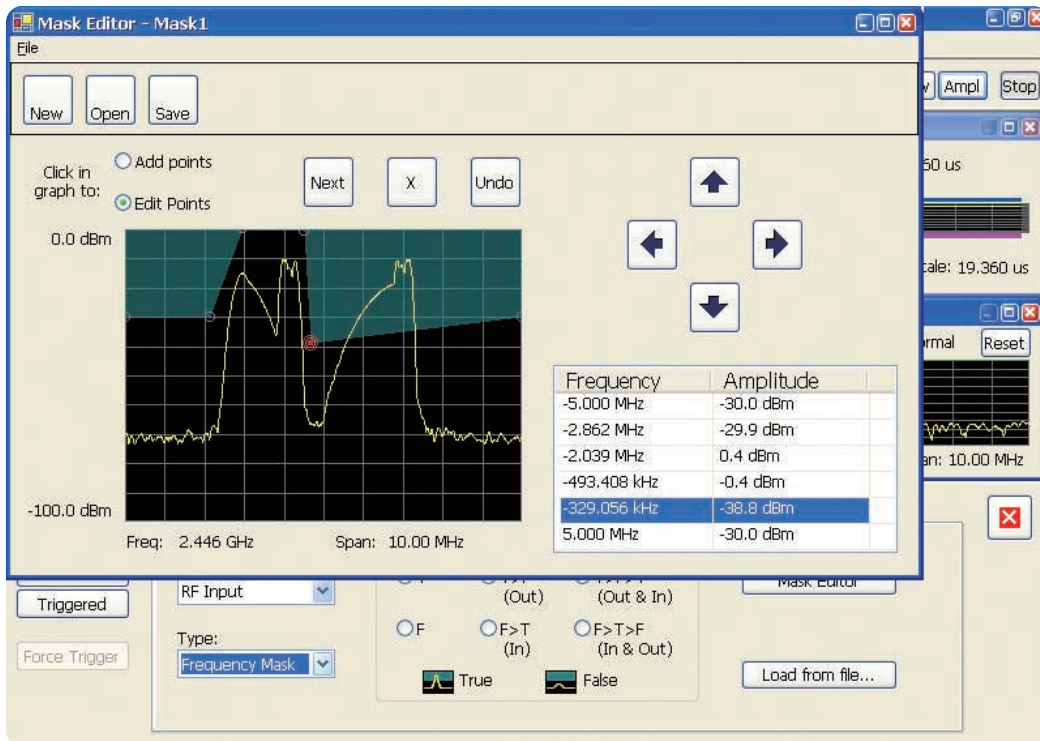 Mask Editor - Mask1
File
New Open Save
Ampl Stop
Click in graph to:
Add points
Edit Points
Next X Undo
0.0 dBm
-100.0 dBm
Freq: 2.446 GHz Span: 10.00 MHz
Frequency Amplitude
-5.000 MHz -30.0 dBm
-2.862 MHz -29.9 dBm
-2.039 MHz 0.4 dBm
-493.408 kHz -0.4 dBm
-329.056 kHz -38.8 dBm
5.000 MHz -30.0 dBm
60 us
cale: 19.360 us
rmal Reset
an: 10.00 MHz
Triggered
Force Trigger
RF Input
Type:
Frequency Mask
(Out) (Out & In)
F F>T F>T>F
(In) (In & Out)
True False
Mask Editor
Load from file...